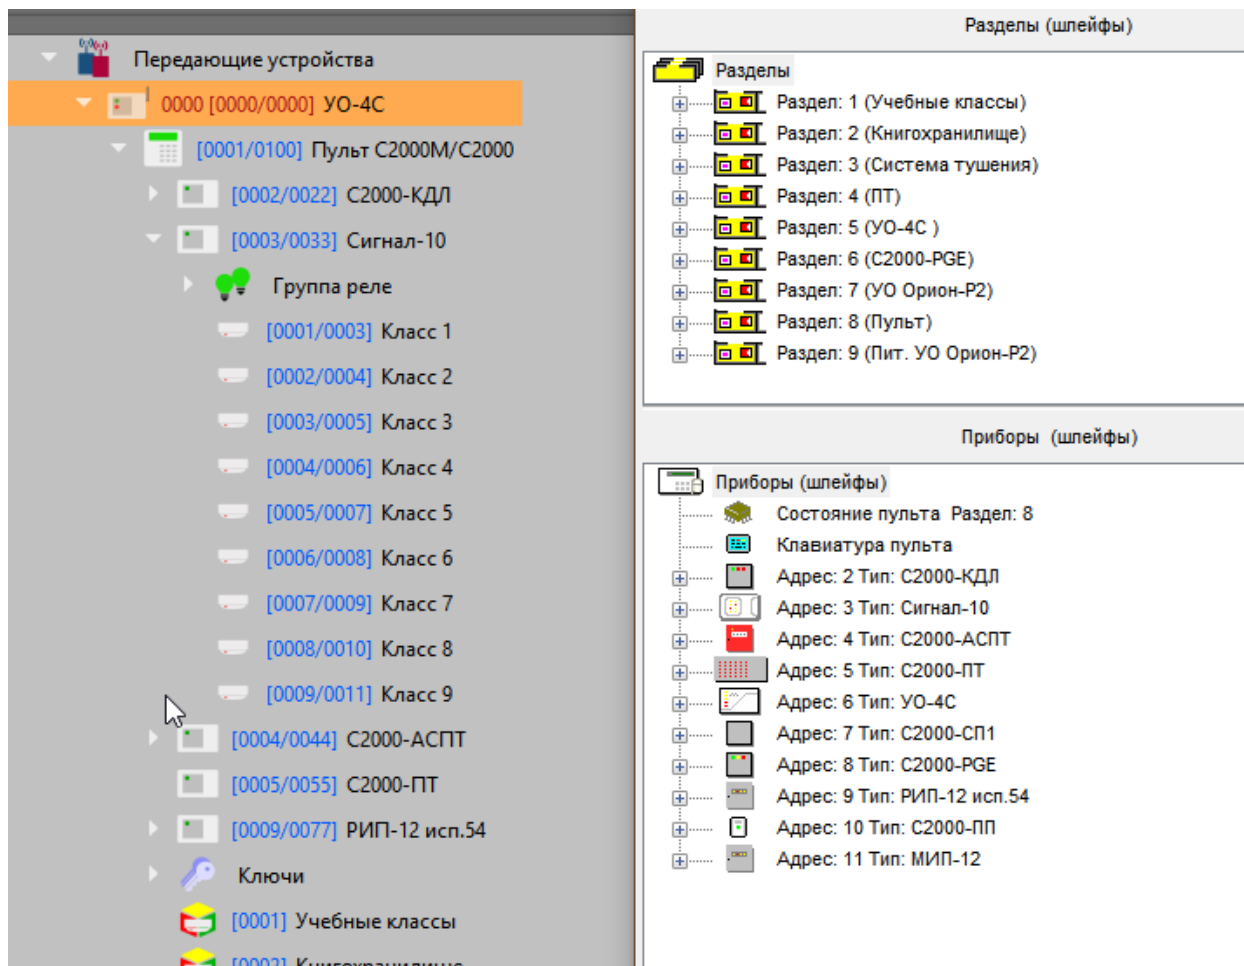 Передающие устройства
0000 [0000/0000] УО-4С
[0001/0100] Пульт С2000М/С2000
[0002/0022] С2000-КДЛ
[0003/0033] Сигнал-10
Группа реле
[0001/0003] Класс 1
[0002/0004] Класс 2
[0003/0005] Класс 3
[0004/0006] Класс 4
[0005/0007] Класс 5
[0006/0008] Класс 6
[0007/0009] Класс 7
[0008/0010] Класс 8
[0009/0011] Класс 9
[0004/0044] С2000-АСПТ
[0005/0055] С2000-ПТ
[0009/0077] РИП-12 исп.54
Ключи
[0001] Учебные классы
[0002] Книгохранилище
Разделы (шлейфы)
Разделы
Раздел: 1 (Учебные классы)
Раздел: 2 (Книгохранилище)
Раздел: 3 (Система тушения)
Раздел: 4 (ПТ)
Раздел: 5 (УО-4С )
Раздел: 6 (С2000-PGE)
Раздел: 7 (УО Орион-Р2)
Раздел: 8 (Пульт)
Раздел: 9 (Пит. УО Орион-Р2)
Приборы (шлейфы)
Приборы (шлейфы)
Состояние пульта Раздел: 8
Клавиатура пульта
Адрес: 2 Тип: С2000-КДЛ
Адрес: 3 Тип: Сигнал-10
Адрес: 4 Тип: С2000-АСПТ
Адрес: 5 Тип: С2000-ПТ
Адрес: 6 Тип: УО-4С
Адрес: 7 Тип: С2000-СП1
Адрес: 8 Тип: С2000-PGE
Адрес: 9 Тип: РИП-12 исп.54
Адрес: 10 Тип: С2000-ПП
Адрес: 11 Тип: МИП-12